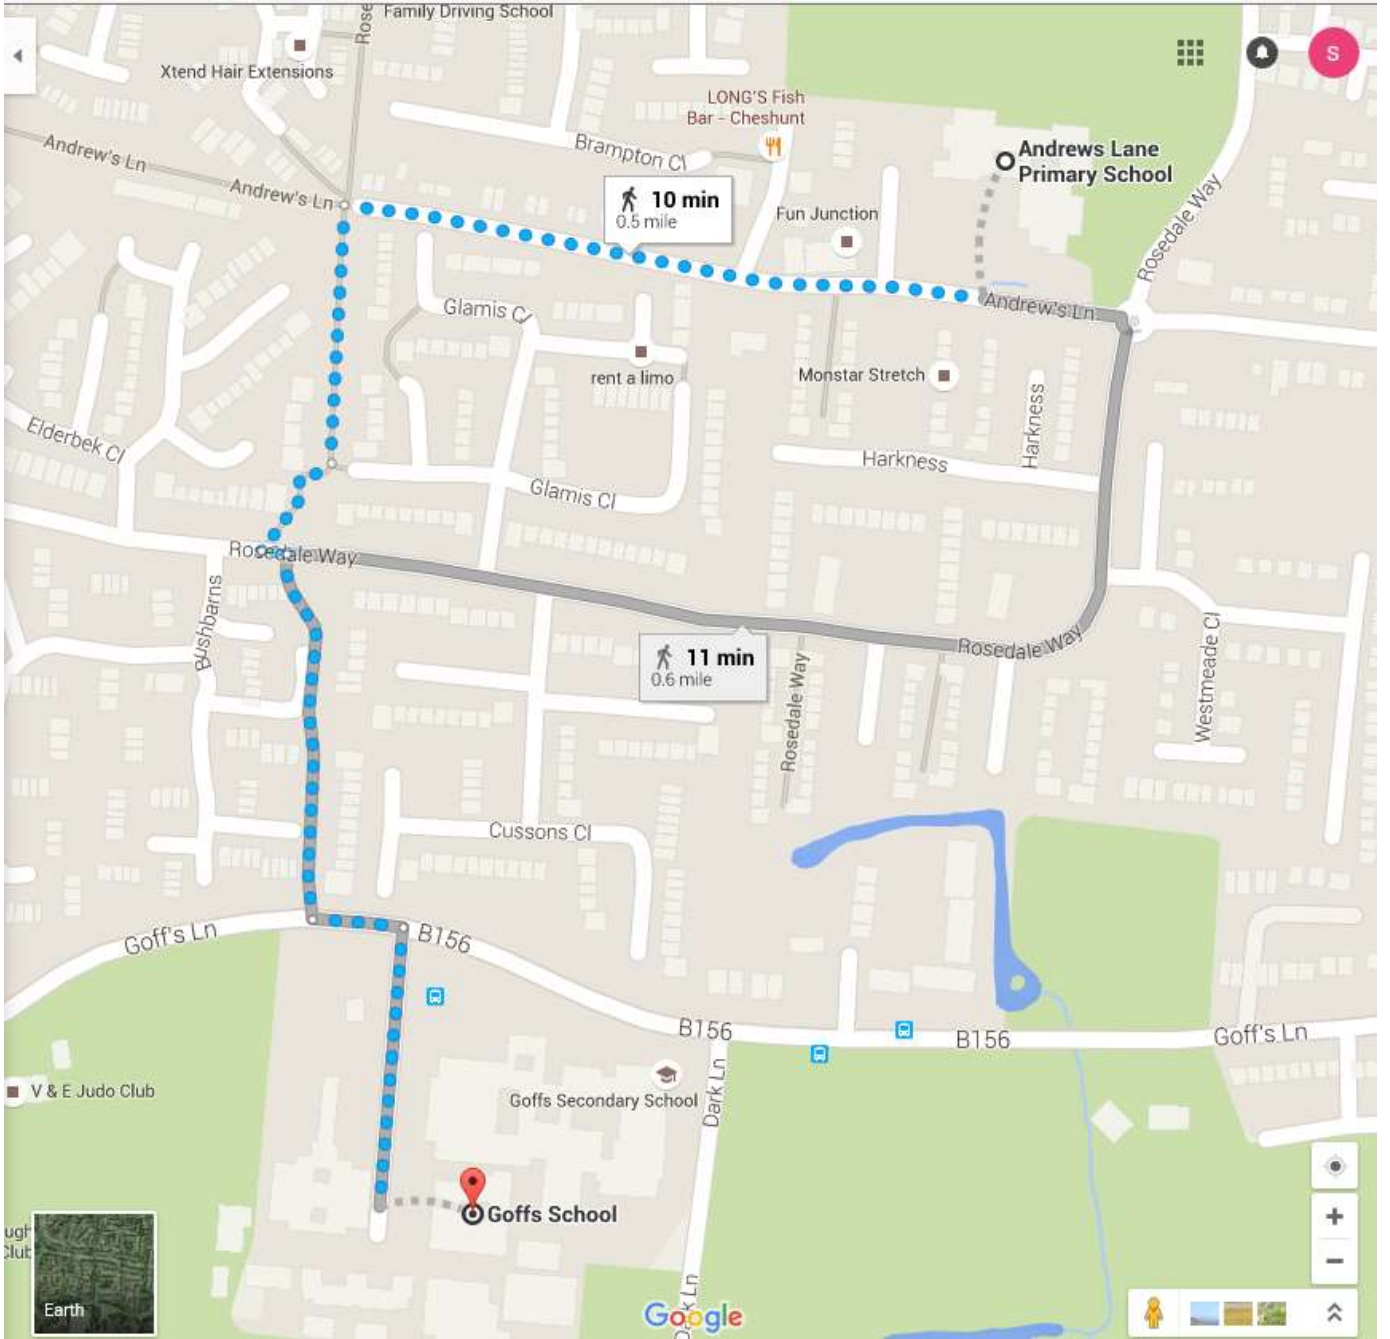 Family Driving School
Rose
S
Xtend Hair Extensions
LONG'S Fish
Bar - Cheshunt
Andrew's Ln
Andrew's Ln
Brampton Cl
Andrews Lane
Primary School
10 min
0.5 mile
Fun Junction
Rosedale Way
Glamis Cl
Andrew's Ln
rent a limo
Monstar Stretch
Harkness
Elderbek Cl
Harkness
Glamis Cl
Rosedale Way
Bushbarns
11 min
0.6 mile
Rosedale Way
Rosedale Way
Westmeade Cl
Cussons Cl
Goff's Ln
B156
B156
B156
Goff's Ln
V & E Judo Club
Goffs Secondary School
Dark Ln
Goffs School
ugh
Club
Earth
Google
Dark Ln